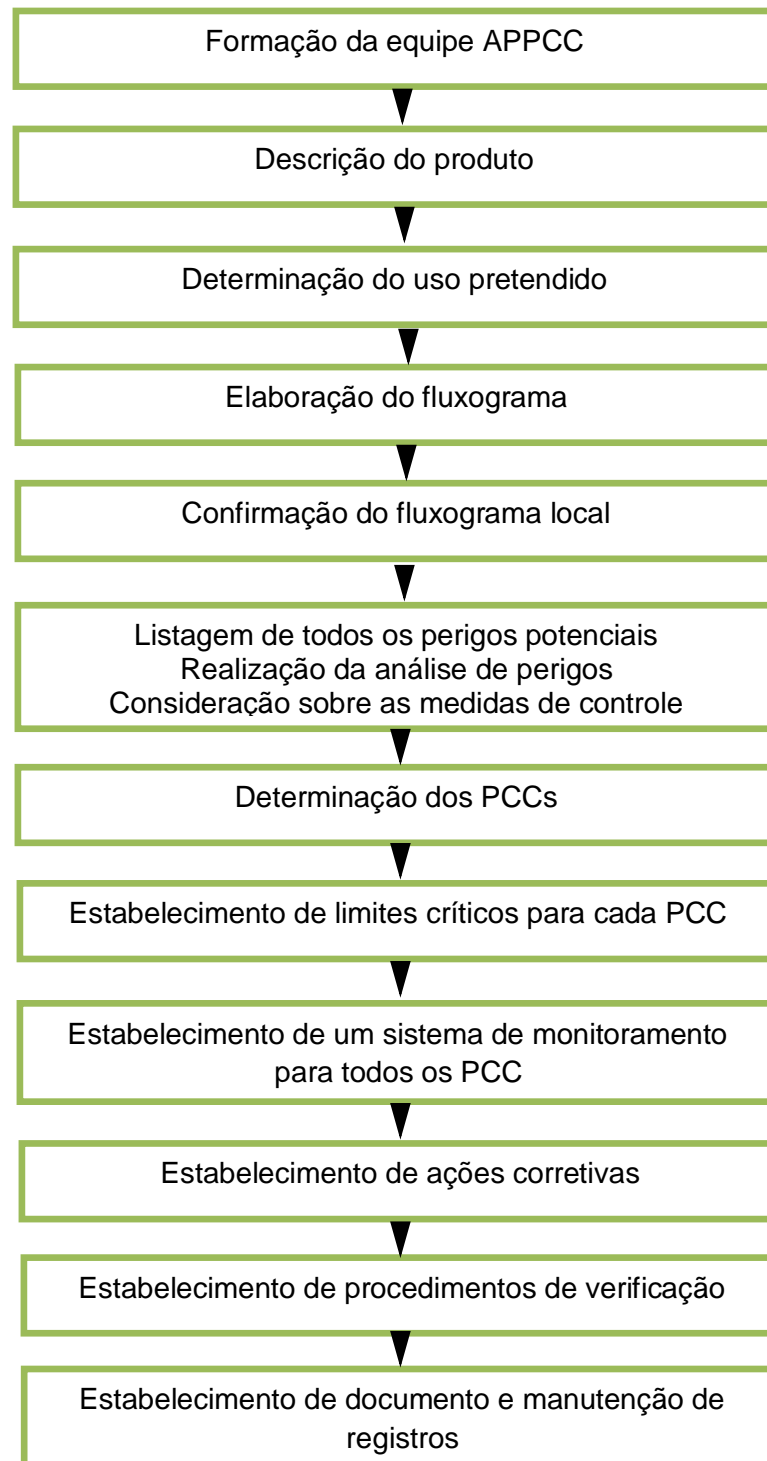 Formação da equipe APPCC
Descrição do produto
Determinação do uso pretendido
Elaboração do fluxograma
Confirmação do fluxograma local
Listagem de todos os perigos potenciais
Realização da análise de perigos
Consideração sobre as medidas de controle
Determinação dos PCCs
Estabelecimento de limites críticos para cada PCC
Estabelecimento de um sistema de monitoramento
para todos os PCC
Estabelecimento de ações corretivas
Estabelecimento de procedimentos de verificação
Estabelecimento de documento e manutenção de
registros